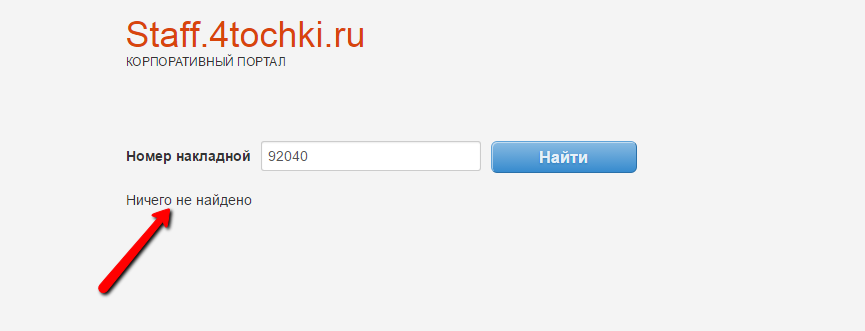 Staff.4tochki.ru
КОРПОРАТИВНЫЙ ПОРТАЛ
Номер накладной 92040 Найти
Ничего не найдено